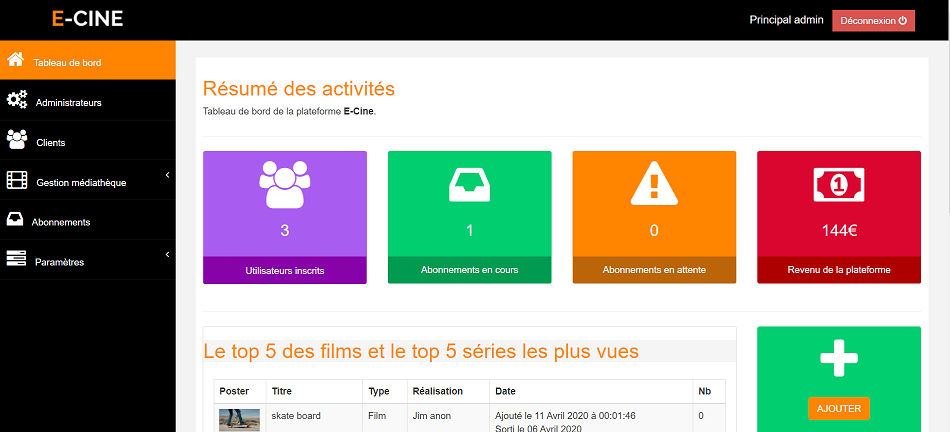 E-CINE
Principal admin
Déconnexion
Tableau de bord
Administrateurs
Clients
Gestion médiathèque
Abonnements
Paramètres
Résumé des activités
Tableau de bord de la plateforme E-Cine.
3
Utilisateurs inscrits
1
Abonnements en cours
0
Abonnements en attente
1
144€
Revenu de la plateforme
Le top 5 des films et le top 5 séries les plus vues
Poster Titre Type Réalisation Date Nb
skate board Film Jim anon Ajouté le 11 Avril 2020 à 00:01:46 0
Sorti le 06 Avril 2020
AJOUTER